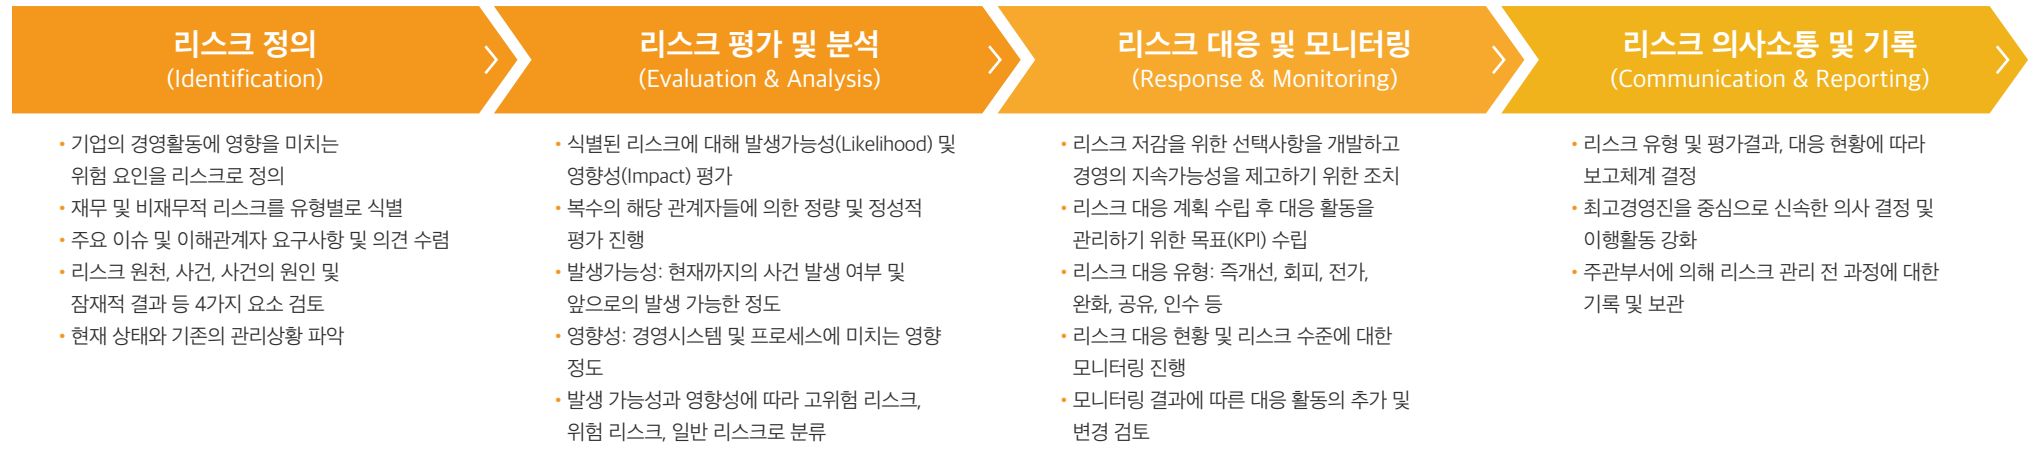 리스크 정의
(Identification)
• 기업의 경영활동에 영향을 미치는
위험 요인을 리스크로 정의
• 재무 및 비재무적 리스크를 유형별로 식별
• 주요 이슈 및 이해관계자 요구사항 및 의견 수렴
• 리스크 원천, 사건, 사건의 원인 및
잠재적 결과 등 4가지 요소 검토
• 현재 상태와 기존의 관리상황 파악
리스크 평가 및 분석
(Evaluation & Analysis)
• 식별된 리스크에 대해 발생가능성(Likelihood) 및
영향성(Impact) 평가
• 복수의 해당 관계자들에 의한 정량 및 정성적
평가 진행
• 발생가능성: 현재까지의 사건 발생 여부 및
앞으로의 발생 가능한 정도
• 영향성: 경영시스템 및 프로세스에 미치는 영향
정도
• 발생 가능성과 영향성에 따라 고위험 리스크,
위험 리스크, 일반 리스크로 분류
리스크 대응 및 모니터링
(Response & Monitoring)
• 리스크 저감을 위한 선택사항을 개발하고
경영의 지속가능성을 제고하기 위한 조치
• 리스크 대응 계획 수립 후 대응 활동을
관리하기 위한 목표(KPI) 수립
• 리스크 대응 유형: 즉개선, 회피, 전가,
완화, 공유, 인수 등
• 리스크 대응 현황 및 리스크 수준에 대한
모니터링 진행
• 모니터링 결과에 따른 대응 활동의 추가 및
변경 검토
리스크 의사소통 및 기록
(Communication & Reporting)
• 리스크 유형 및 평가결과, 대응 현황에 따라
보고체계 결정
• 최고경영진을 중심으로 신속한 의사 결정 및
이행활동 강화
• 주관부서에 의해 리스크 관리 전 과정에 대한
기록 및 보관